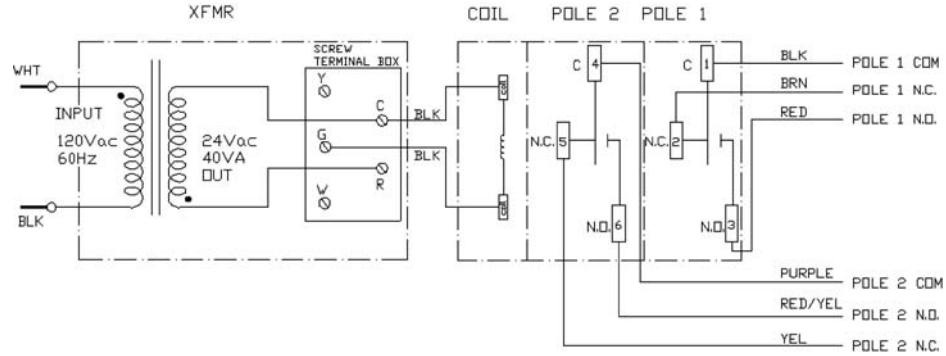 XFMR
COIL
POLE 2
POLE 1
WHT
INPUT
120Vac
60Hz
BLK
24Vac
40VA
OUT
SCREW
TERMINAL BOX
Y
C
G
R
W
BLK
BLK
COIL
COIL
C 4
N.C. 5
N.O. 6
C 1
N.C. 2
N.O. 3
BLK POLE 1 COM
BRN POLE 1 N.C.
RED POLE 1 N.O.
PURPLE POLE 2 COM
RED/YEL POLE 2 N.O.
YEL POLE 2 N.C.